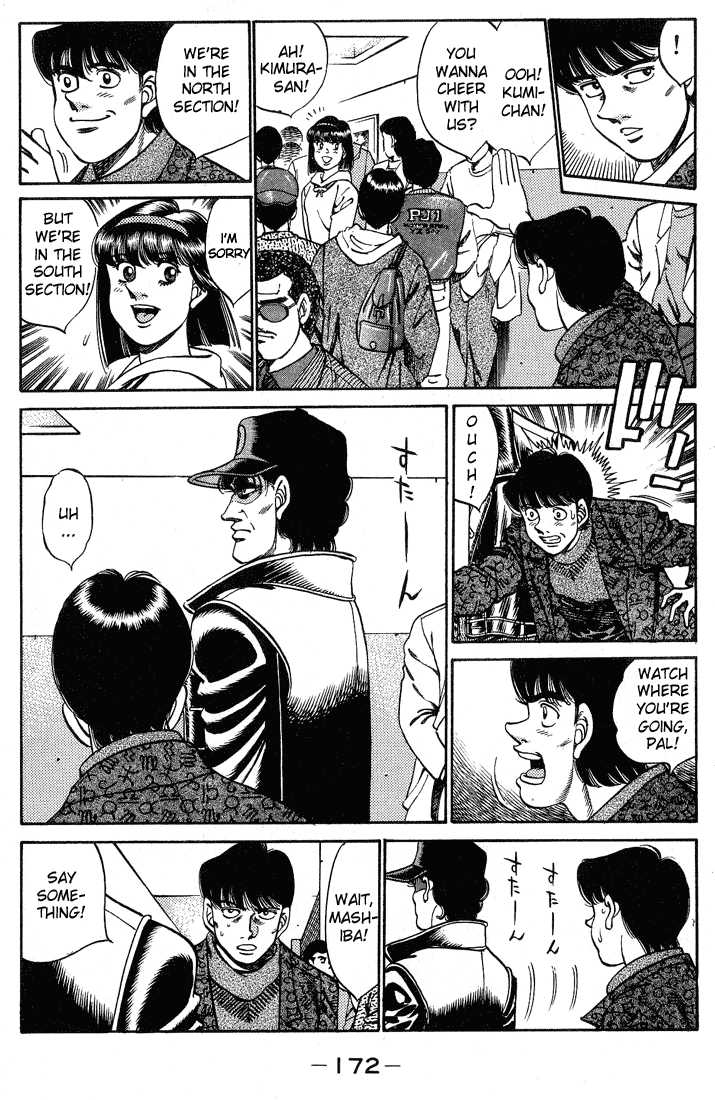 !
OOH!
KUMI-
CHAN!
YOU
WANNA
CHEER
WITH
US?
AH!
KIMURA-
SAN!
WE'RE
IN THE
NORTH
SECTION!
I'M
SORRY
BUT
WE'RE
IN THE
SOUTH
SECTION!
OUCH!
すたーん
UH
...
WATCH
WHERE
YOU'RE
GOING,
PAL!
すたーん
すたーん
WAIT,
MASH-
IBA!
SAY
SOME-
THING!
–172–